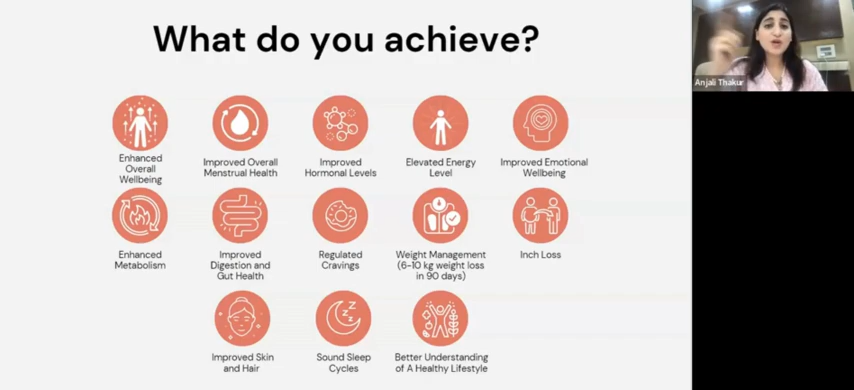 What do you achieve?
Anjali Thakur
Enhanced
Overall
Wellbeing
Improved Overall
Menstrual Health
Improved
Hormonal Levels
Elevated Energy
Level
Improved Emotional
Wellbeing
Enhanced
Metabolism
Improved
Digestion and
Gut Health
Regulated
Cravings
Weight Management
(6-10 kg weight loss
in 90 days)
Inch Loss
Improved Skin
and Hair
Sound Sleep
Cycles
Better Understanding
of A Healthy Lifestyle